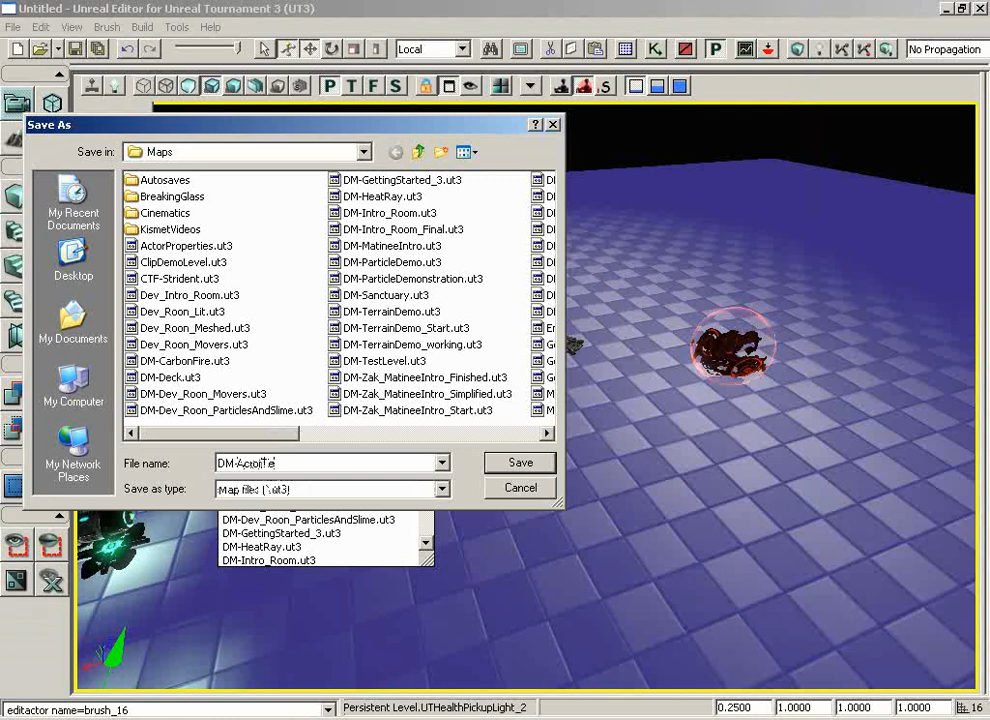 Untitled - Unreal Editor for Unreal Tournament 3 (UT3)
File Edit View Brush Build Tools Help
Local
P
No Propagation
P T F S
S
Save As
Save in: Maps
My Recent Documents
Desktop
My Documents
My Computer
My Network Places
Autosaves
BreakingGlass
Cinematics
KismetVideos
ActorProperties.ut3
ClipDemoLevel.ut3
CTF-Strident.ut3
Dev_Intro_Room.ut3
Dev_Roon_Lit.ut3
Dev_Roon_Meshed.ut3
Dev_Roon_Movers.ut3
DM-CarbonFire.ut3
DM-Deck.ut3
DM-Dev_Roon_Movers.ut3
DM-Dev_Roon_ParticlesAndSlime.ut3
DM-GettingStarted_3.ut3
DM-HeatRay.ut3
DM-Intro_Room.ut3
DM-Intro_Room_Final.ut3
DM-MatineeIntro.ut3
DM-ParticleDemo.ut3
DM-ParticleDemonstration.ut3
DM-Sanctuary.ut3
DM-TerrainDemo.ut3
DM-TerrainDemo_Start.ut3
DM-TerrainDemo_working.ut3
DM-TestLevel.ut3
DM-Zak_MatineeIntro_Finished.ut3
DM-Zak_MatineeIntro_Simplified.ut3
DM-Zak_MatineeIntro_Start.ut3
File name:
Save
Save as type: Map files (*.ut3)
Cancel
DM-Dev_Roon_ParticlesAndSlime.ut3
DM-GettingStarted_3.ut3
DM-HeatRay.ut3
DM-Intro_Room.ut3
editactor name=brush_16
Persistent Level.UTHealthPickupLight_2
0.2500 1.0000 1.0000 1.0000 16